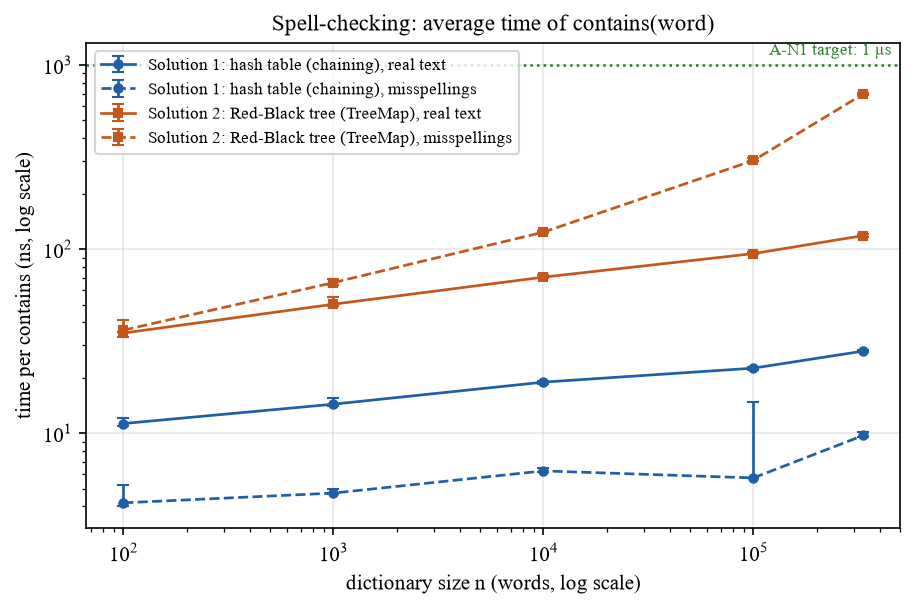 Spell-checking: average time of contains(word)
A-N1 target: 1 µs
Solution 1: hash table (chaining), real text
Solution 1: hash table (chaining), misspellings
Solution 2: Red-Black tree (TreeMap), real text
Solution 2: Red-Black tree (TreeMap), misspellings
time per contains (ns, log scale)
10³
10²
10¹
10² 10³ 10⁴ 10⁵
dictionary size n (words, log scale)